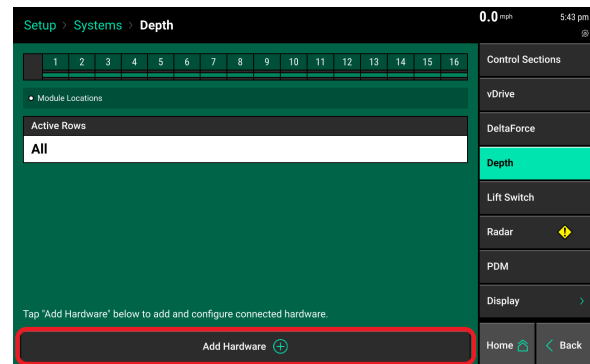 Setup > Systems > Depth
0.0 mph
5:43 pm
1 2 3 4 5 6 7 8 9 10 11 12 13 14 15 16
Module Locations
Active Rows
All
Tap "Add Hardware" below to add and configure connected hardware.
Add Hardware
Control Sections
vDrive
DeltaForce
Depth
Lift Switch
Radar
PDM
Display >
Home
< Back